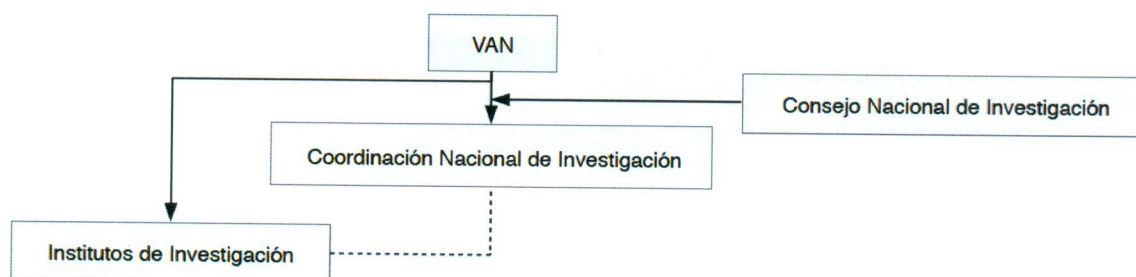 VAN
Consejo Nacional de Investigación
Coordinación Nacional de Investigación
Institutos de Investigación